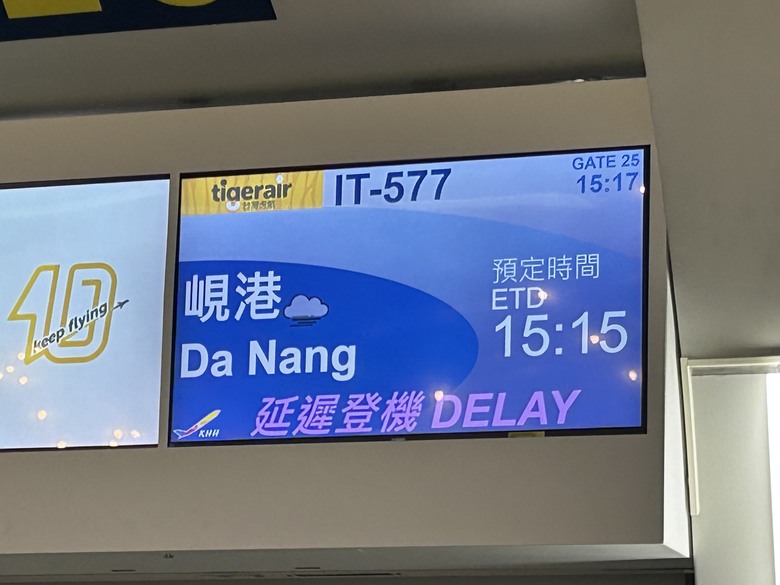 tigerair
台灣虎航
IT-577
GATE 25
15:17
峴港
預定時間
ETD
15:15
Da Nang
延遲登機 DELAY
KHH
10
keep flying